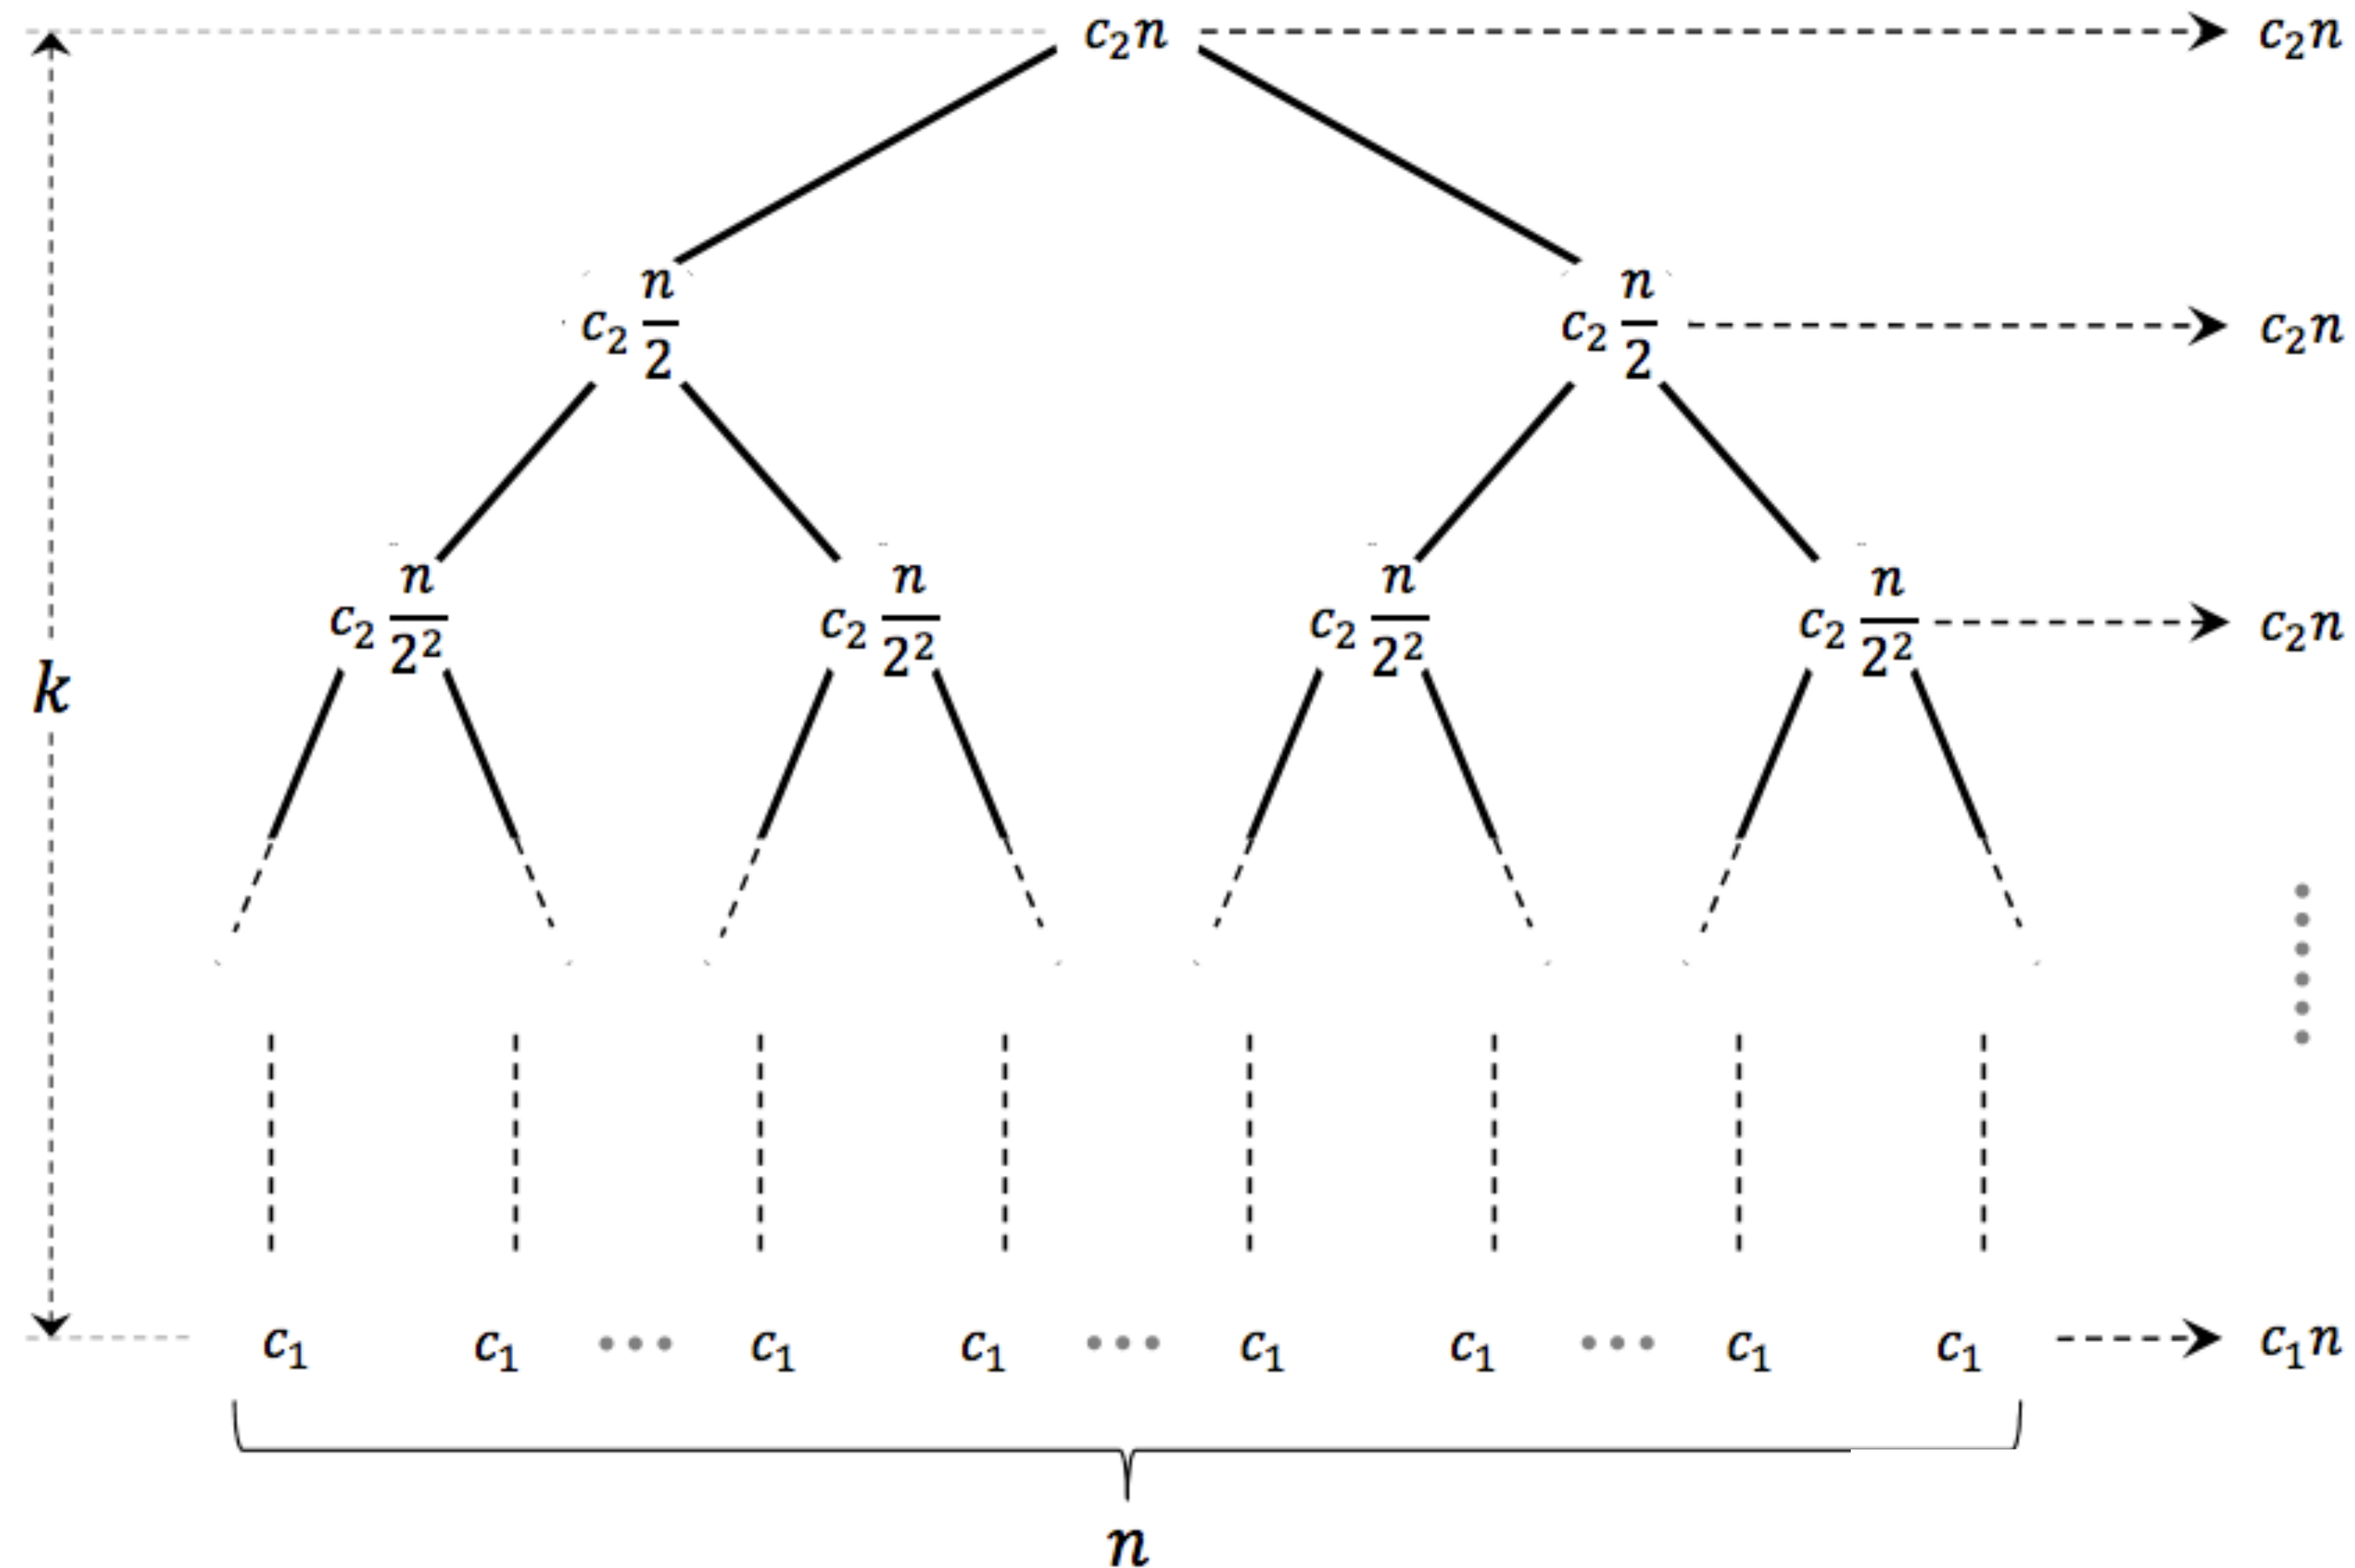 c₂n c₂n
c₂ n/2 c₂ n/2 c₂n
c₂ n/2² c₂ n/2² c₂ n/2² c₂ n/2² c₂n
k
c₁ c₁ ••• c₁ c₁ ••• c₁ c₁ ••• c₁ c₁ c₁n
n